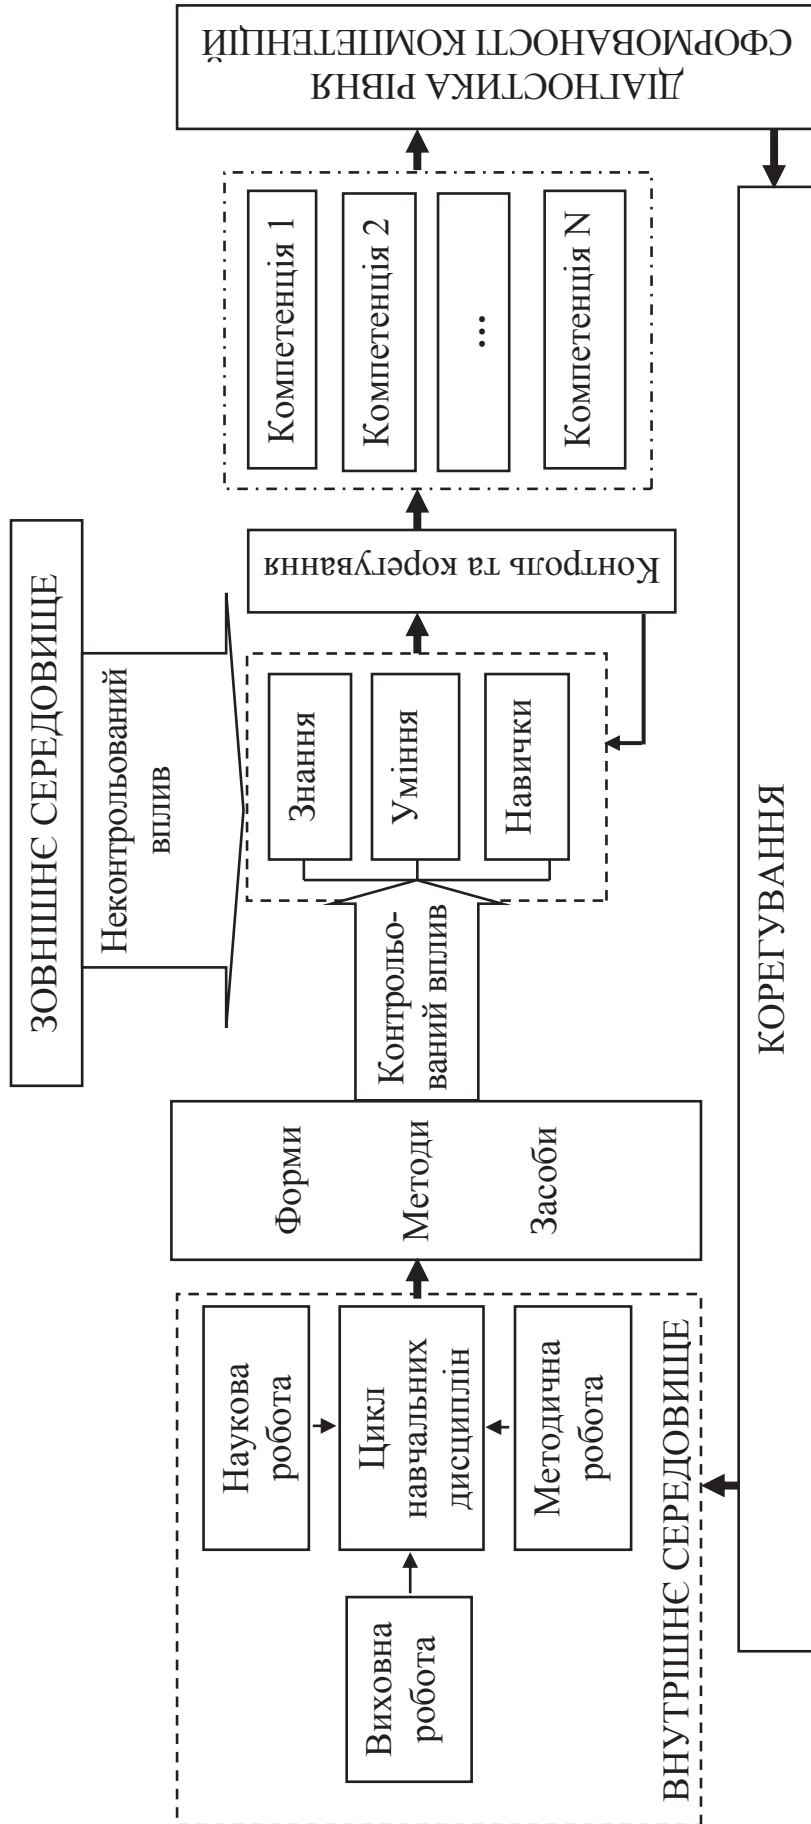 ЗОВНІШНЄ СЕРЕДОВИЩЕ
Неконтрольований
вплив
Виховна
робота
Наукова
робота
Цикл
навчальних
дисциплін
Методична
робота
ВНУТРІШНЄ СЕРЕДОВИЩЕ
Форми
Методи
Засоби
Контрольо-
ваний вплив
Знання
Уміння
Навички
Контроль та корегування
Компетенція 1
Компетенція 2
...
Компетенція N
ДІАГНОСТИКА РІВНЯ
СФОРМОВАНОСТІ КОМПЕТЕНЦІЙ
КОРЕГУВАННЯ